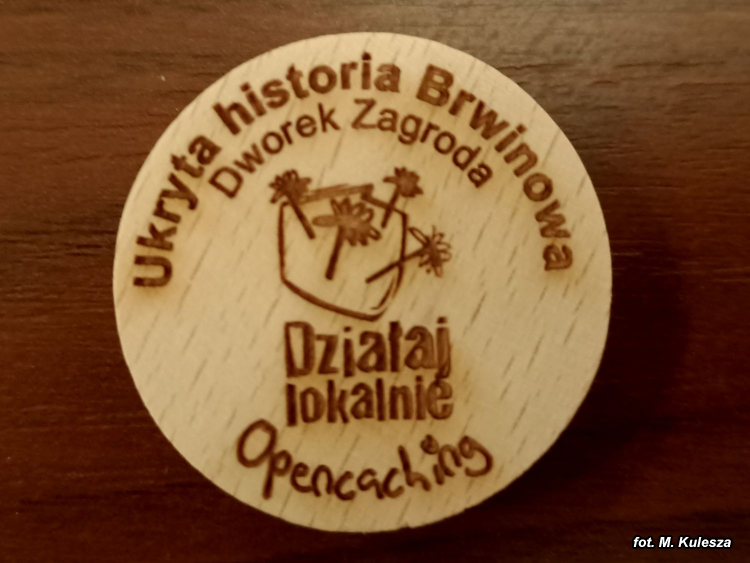 Ukryta historia Brwinowa
Dworek Zagroda
Działaj
lokalnie
Opencaching
fot. M. Kulesza